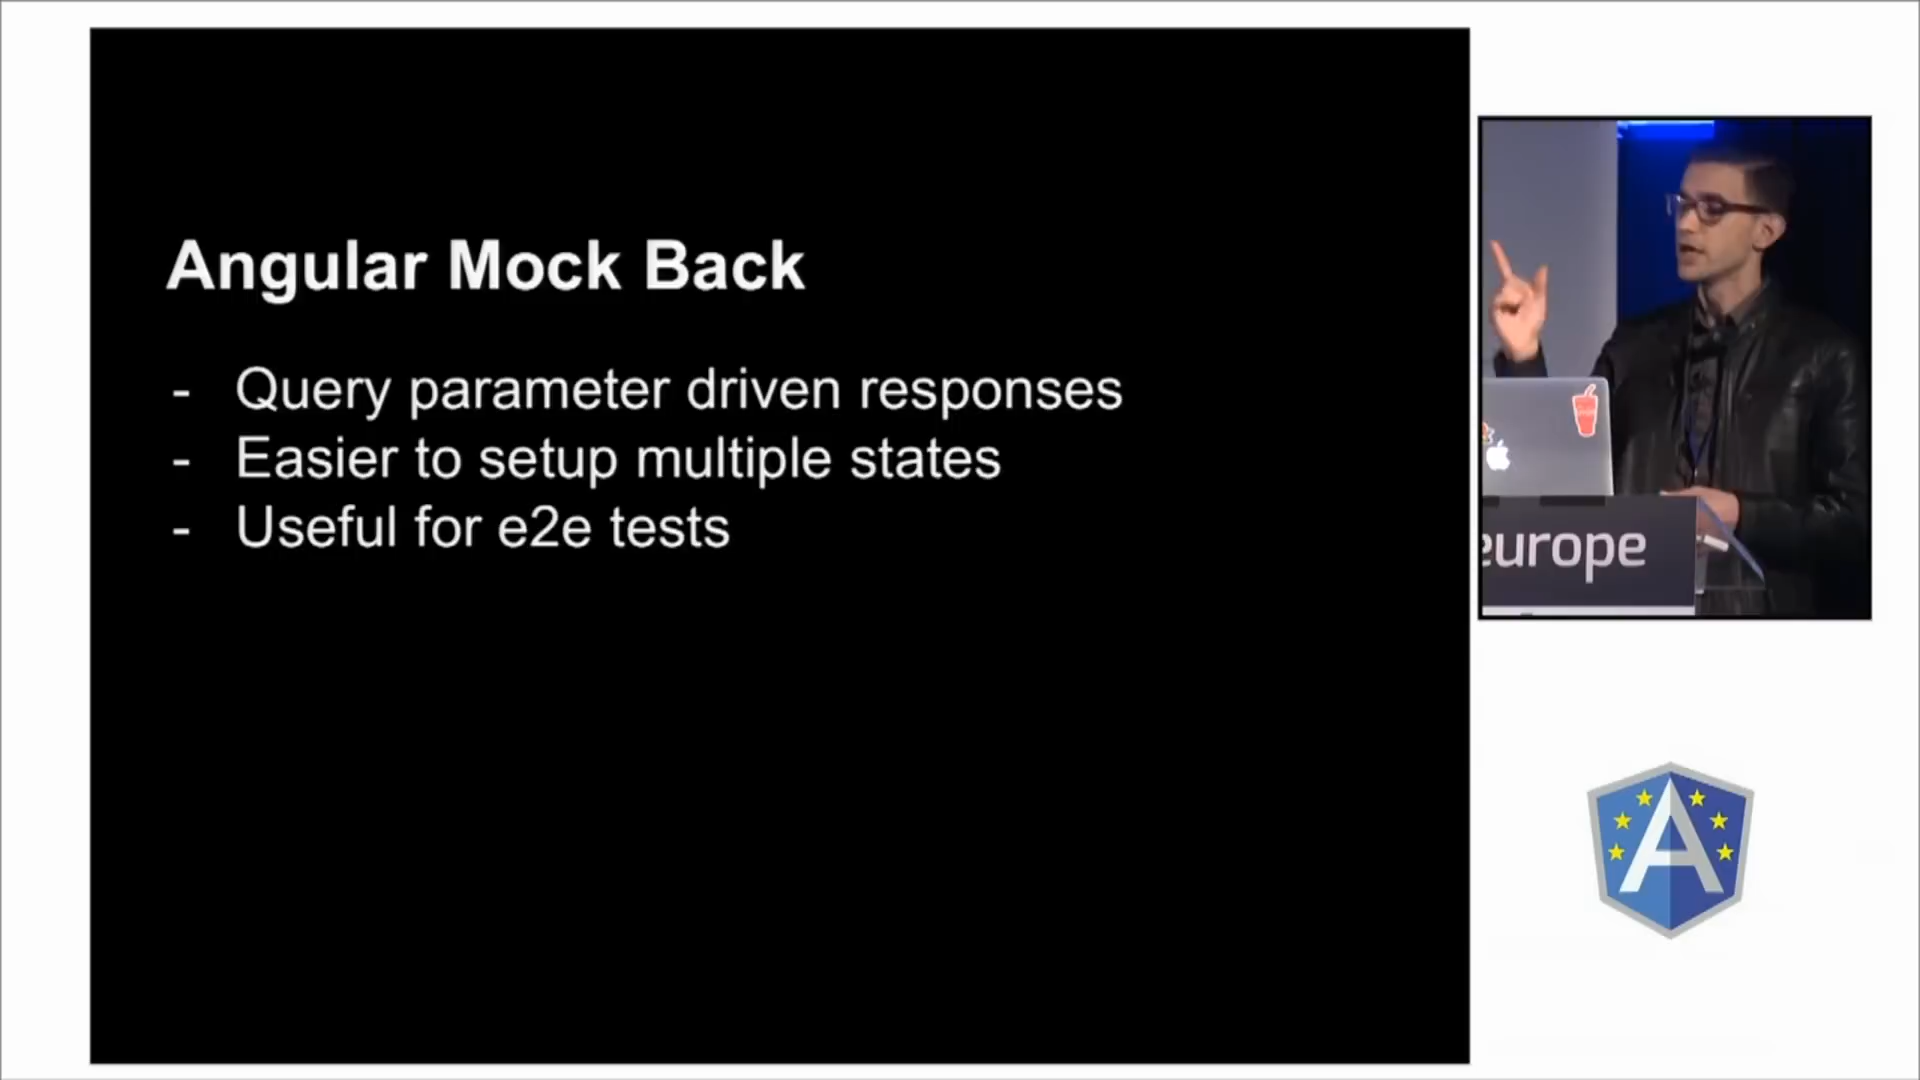 Angular Mock Back
- Query parameter driven responses
- Easier to setup multiple states
- Useful for e2e tests
europe